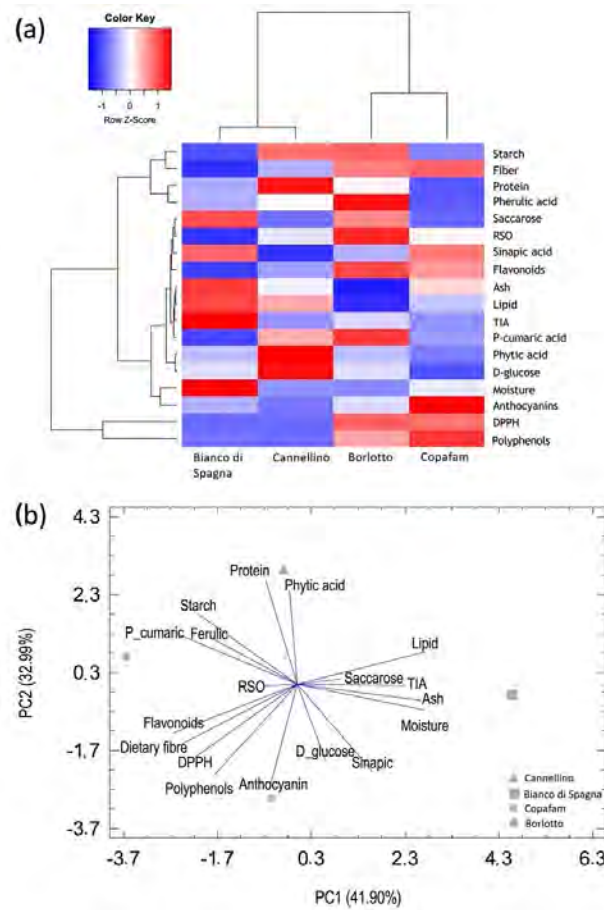 (a)
Color Key
-1 0 1
Row Z-Score
Starch
Fiber
Protein
Pherulic acid
Saccarose
RSO
Sinapic acid
Flavonoids
Ash
Lipid
TIA
P-cumaric acid
Phytic acid
D-glucose
Moisture
Anthocyanins
DPPH
Polyphenols
Bianco di Spagna
Cannellino
Borlotto
Copafam
(b)
4.3
2.3
0.3
-1.7
-3.7
PC2 (32.99%)
Protein
Phytic acid
Starch
P_cumaric
Ferulic
Lipid
RSO
Saccarose
TIA
Ash
Moisture
Flavonoids
Dietary fibre
DPPH
D_glucose
Sinapic
Polyphenols
Anthocyanin
Cannellino
Bianco di Spagna
Copafam
Borlotto
-3.7 -1.7 0.3 2.3 4.3 6.3
PC1 (41.90%)